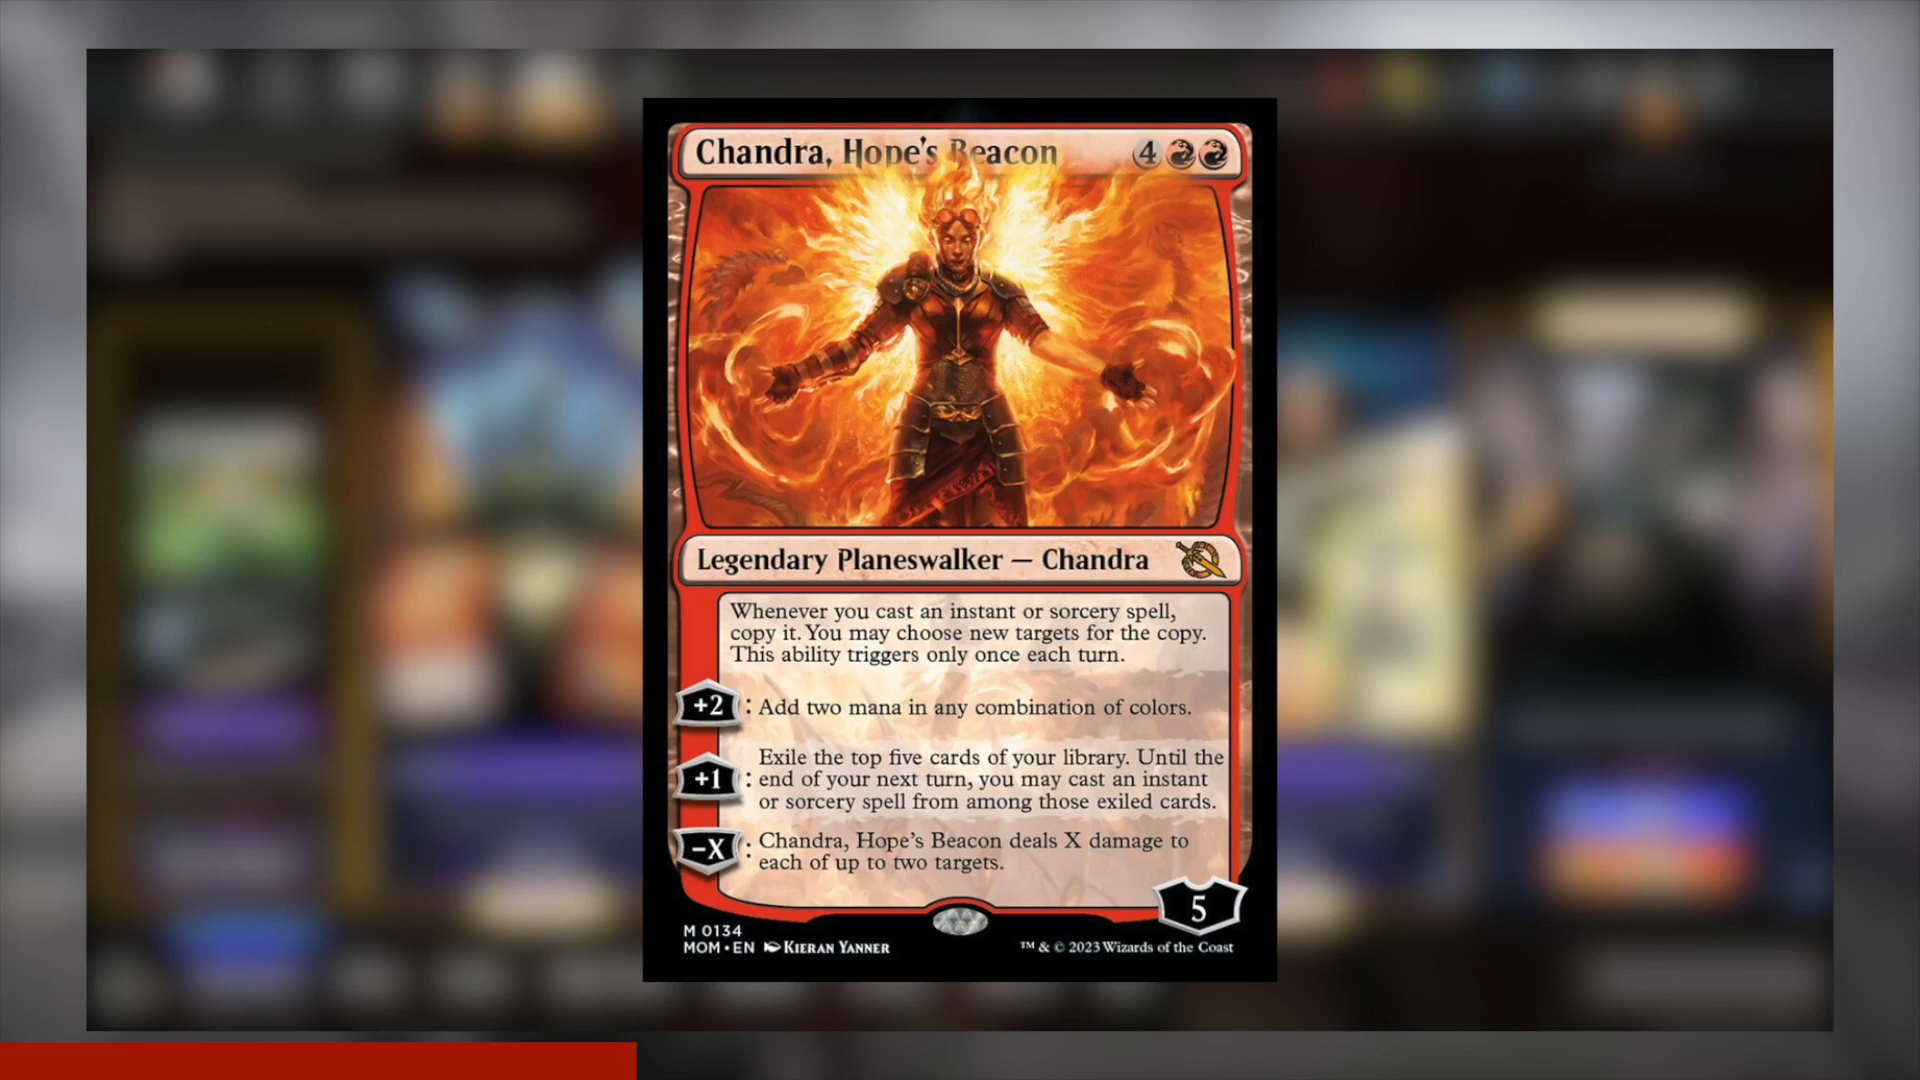 Chandra, Hope's Beacon 4
Legendary Planeswalker — Chandra
Whenever you cast an instant or sorcery spell,
copy it. You may choose new targets for the copy.
This ability triggers only once each turn.
+2 : Add two mana in any combination of colors.
Exile the top five cards of your library. Until the
+1 : end of your next turn, you may cast an instant
or sorcery spell from among those exiled cards.
−X : Chandra, Hope's Beacon deals X damage to
each of up to two targets.
5
M 0134
MOM • EN KIERAN YANNER
™ & © 2023 Wizards of the Coast